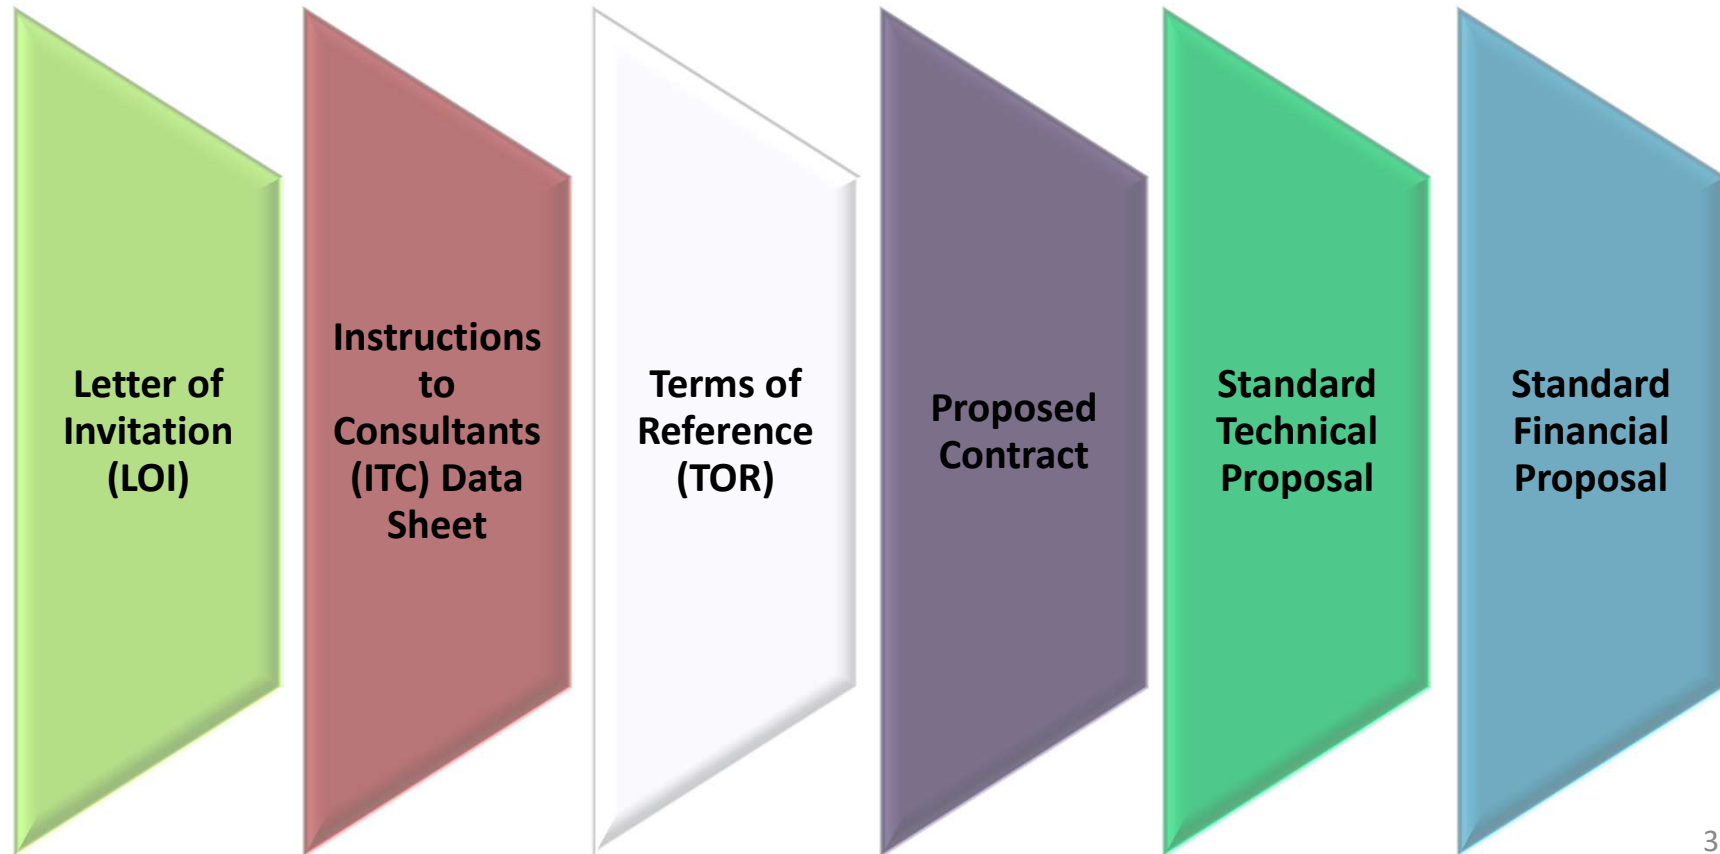 Letter of
Invitation
(LOI)
Instructions
to
Consultants
(ITC) Data
Sheet
Terms of
Reference
(TOR)
Proposed
Contract
Standard
Technical
Proposal
Standard
Financial
Proposal
3